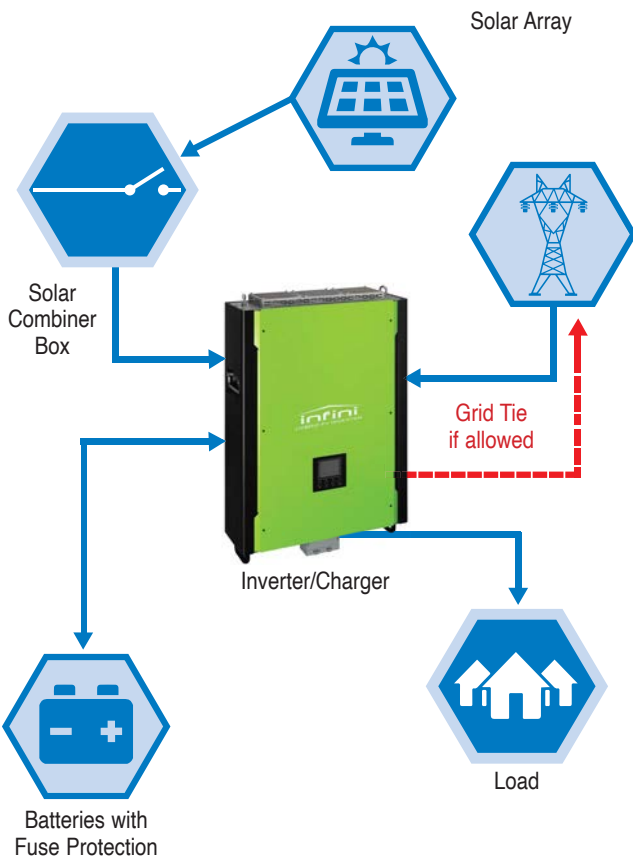 Solar Array
Solar
Combiner
Box
Grid Tie
if allowed
infini
Inverter/Charger
Load
Batteries with
Fuse Protection